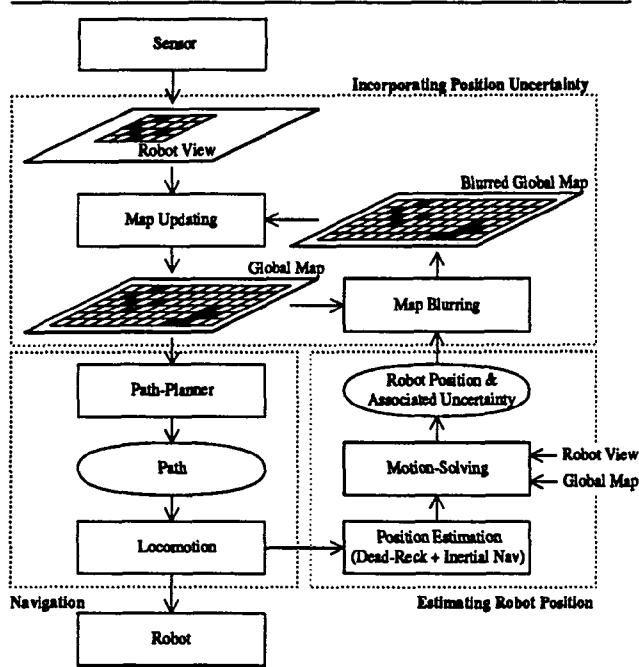 Sensor
Incorporating Position Uncertainty
Robot View
Blurred Global Map
Map Updating
Global Map
Map Blurring
Path-Planner
Robot Position &
Associated Uncertainty
Path
Motion-Solving
Robot View
Global Map
Locomotion
Position Estimation
(Dead-Reck + Inertial Nav)
Navigation
Estimating Robot Position
Robot